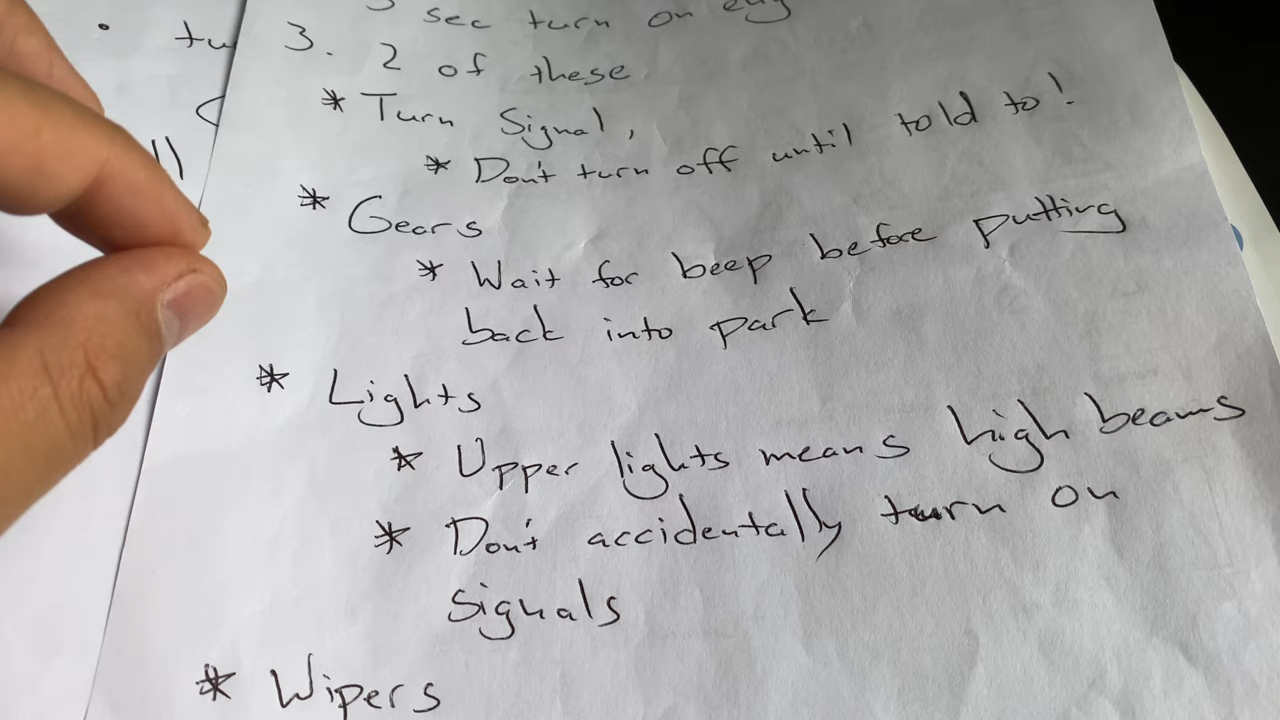 sec turn on eng
3. 2 of these
* Turn Signal,
* Don't turn off until told to!
* Gears
* Wait for beep before putting
back into park
* Lights
* Upper lights means high beams
* Don't accidentally turn on
signals
* Wipers